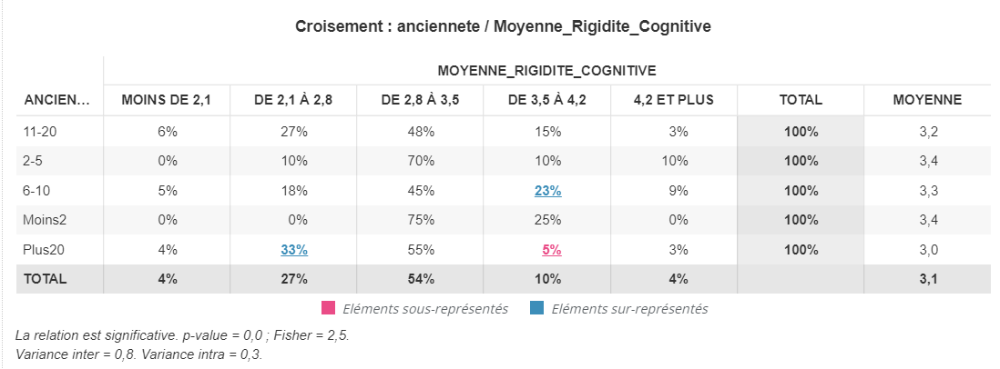 Croisement : anciennete / Moyenne_Rigidite_Cognitive
MOYENNE_RIGIDITE_COGNITIVE
ANCIEN… MOINS DE 2,1 DE 2,1 À 2,8 DE 2,8 À 3,5 DE 3,5 À 4,2 4,2 ET PLUS TOTAL MOYENNE
11-20 6% 27% 48% 15% 3% 100% 3,2
2-5 0% 10% 70% 10% 10% 100% 3,4
6-10 5% 18% 45% 23% 9% 100% 3,3
Moins2 0% 0% 75% 25% 0% 100% 3,4
Plus20 4% 33% 55% 5% 3% 100% 3,0
TOTAL 4% 27% 54% 10% 4% 3,1
Eléments sous-représentés Eléments sur-représentés
La relation est significative. p-value = 0,0 ; Fisher = 2,5.
Variance inter = 0,8. Variance intra = 0,3.